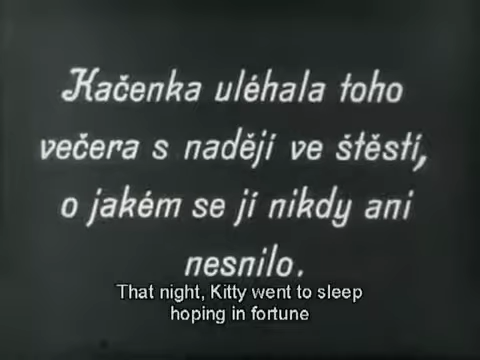 Kačenka uléhala toho
večera s nadějí ve štěstí,
o jakém se jí nikdy ani
nesnilo.
That night, Kitty went to sleep
hoping in fortune